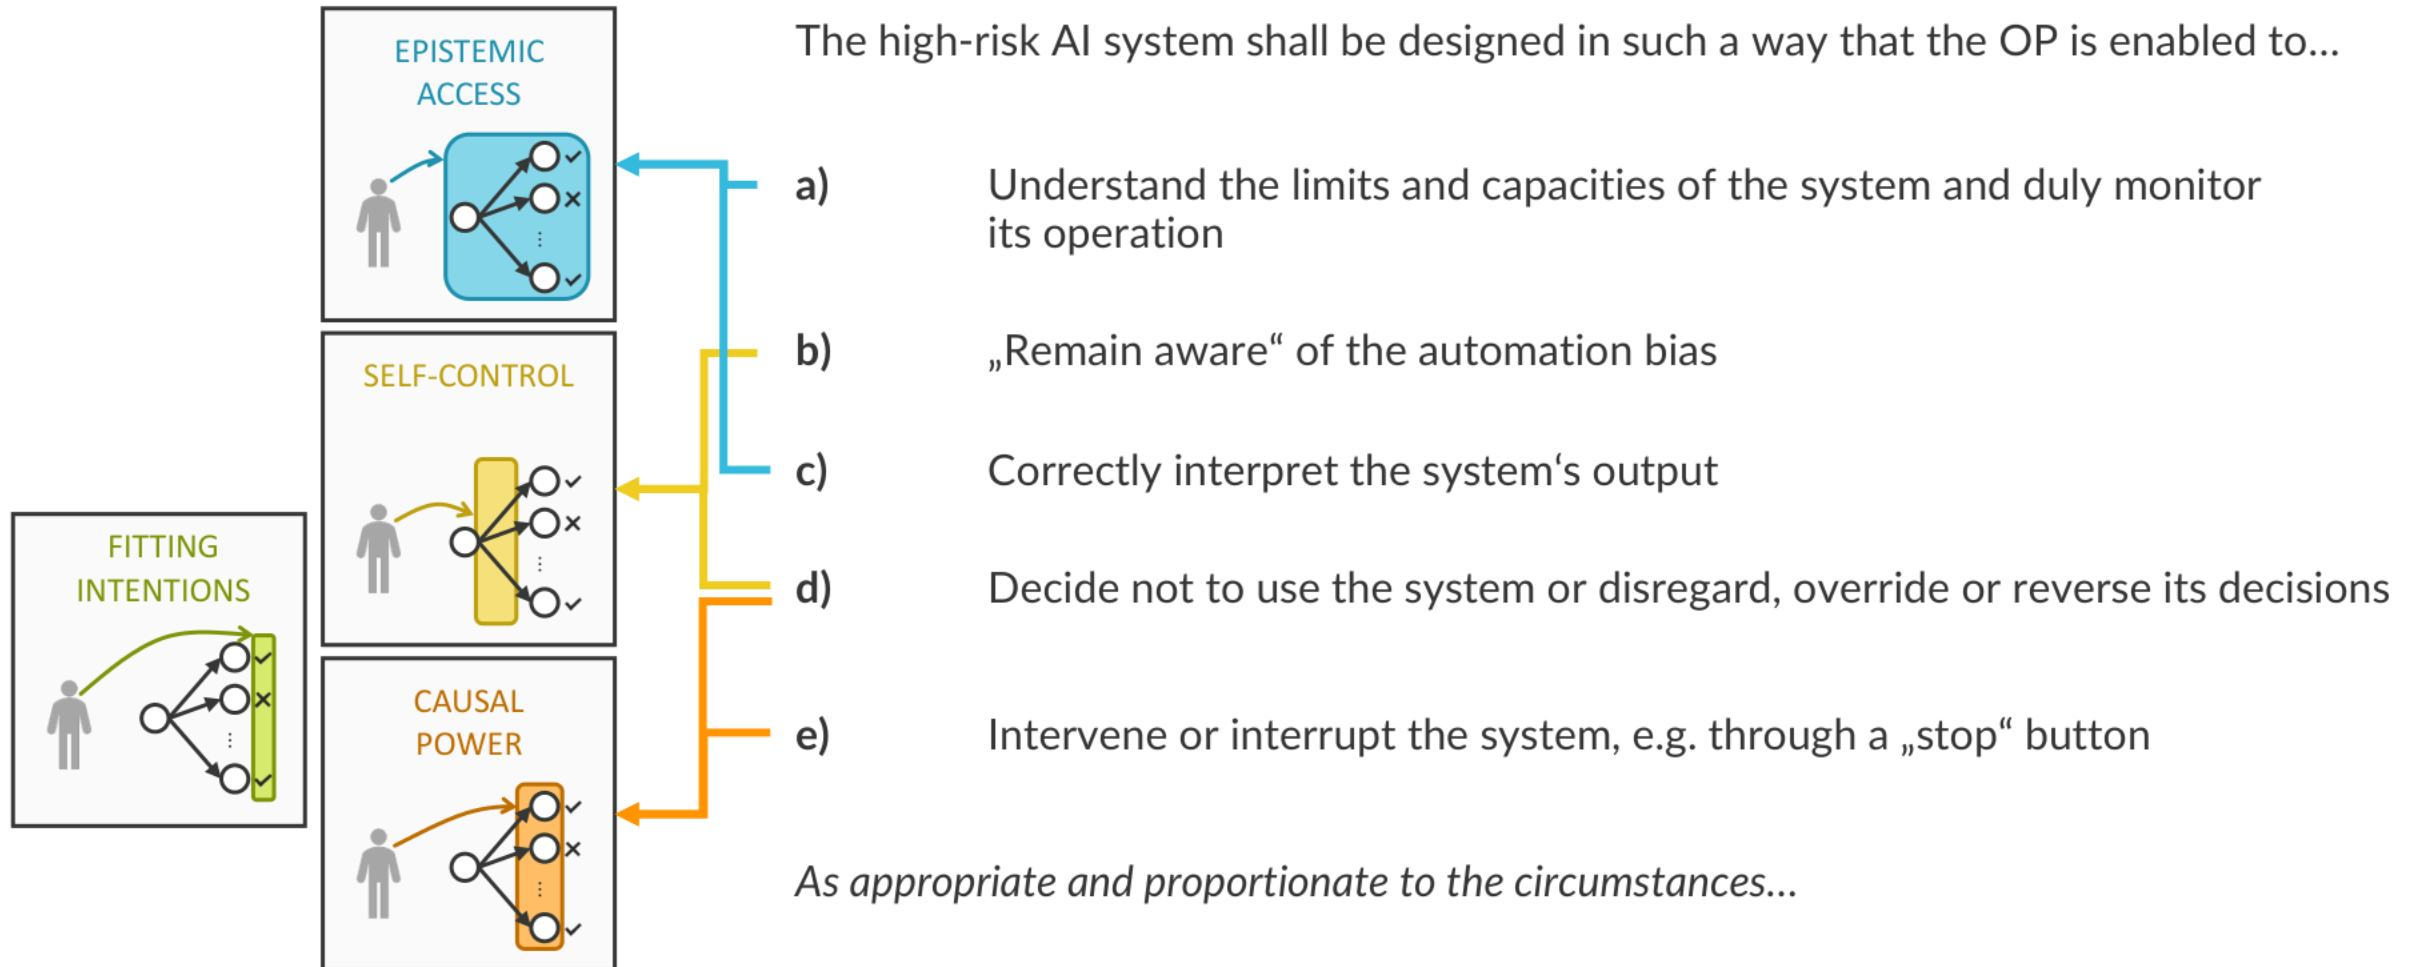 EPISTEMIC
ACCESS
SELF-CONTROL
FITTING
INTENTIONS
CAUSAL
POWER
The high-risk AI system shall be designed in such a way that the OP is enabled to...
a) Understand the limits and capacities of the system and duly monitor
its operation
b) „Remain aware“ of the automation bias
c) Correctly interpret the system‘s output
d) Decide not to use the system or disregard, override or reverse its decisions
e) Intervene or interrupt the system, e.g. through a „stop“ button
As appropriate and proportionate to the circumstances...